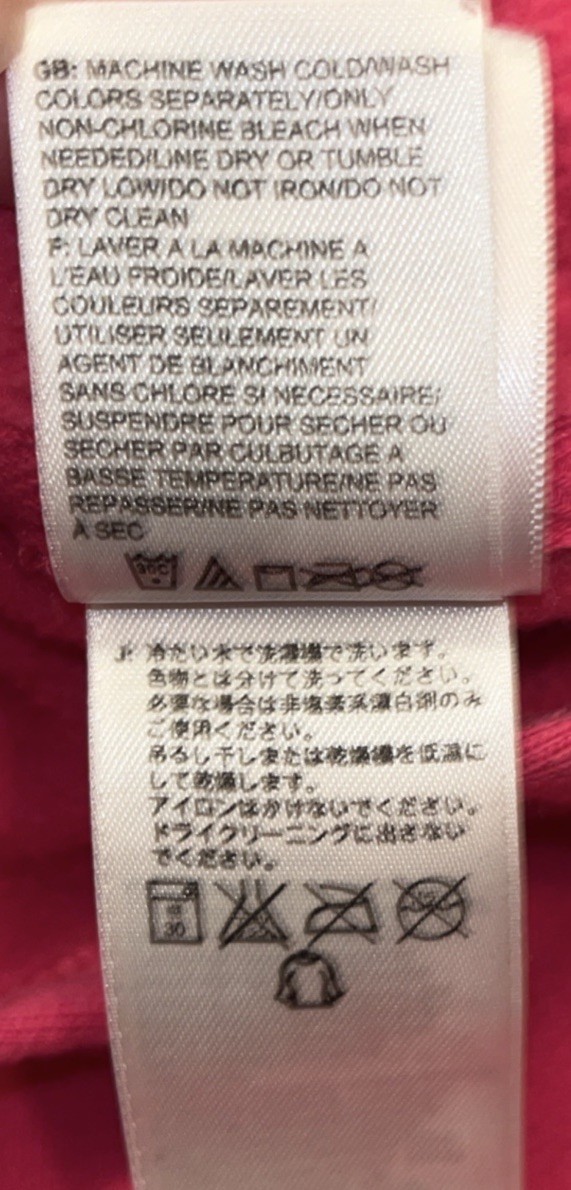 GB: MACHINE WASH COLD/WASH
COLORS SEPARATELY/ONLY
NON-CHLORINE BLEACH WHEN
NEEDED/LINE DRY OR TUMBLE
DRY LOW/DO NOT IRON/DO NOT
DRY CLEAN
F: LAVER A LA MACHINE A
L'EAU FROIDE/LAVER LES
COULEURS SEPAREMENT/
UTILISER SEULEMENT UN
AGENT DE BLANCHIMENT
SANS CHLORE SI NECESSAIRE/
SUSPENDRE POUR SECHER OU
SECHER PAR CULBUTAGE A
BASSE TEMPERATURE/NE PAS
REPASSER/NE PAS NETTOYER
A SEC
30C
J: 冷たい水で洗濯機で洗います。
色物とは分けて洗ってください。
必要な場合は非塩素系漂白剤のみ
ご使用ください。
吊るし干しまたは乾燥機を低温に
して乾燥します。
アイロンはかけないでください。
ドライクリーニングに出さない
でください。
30